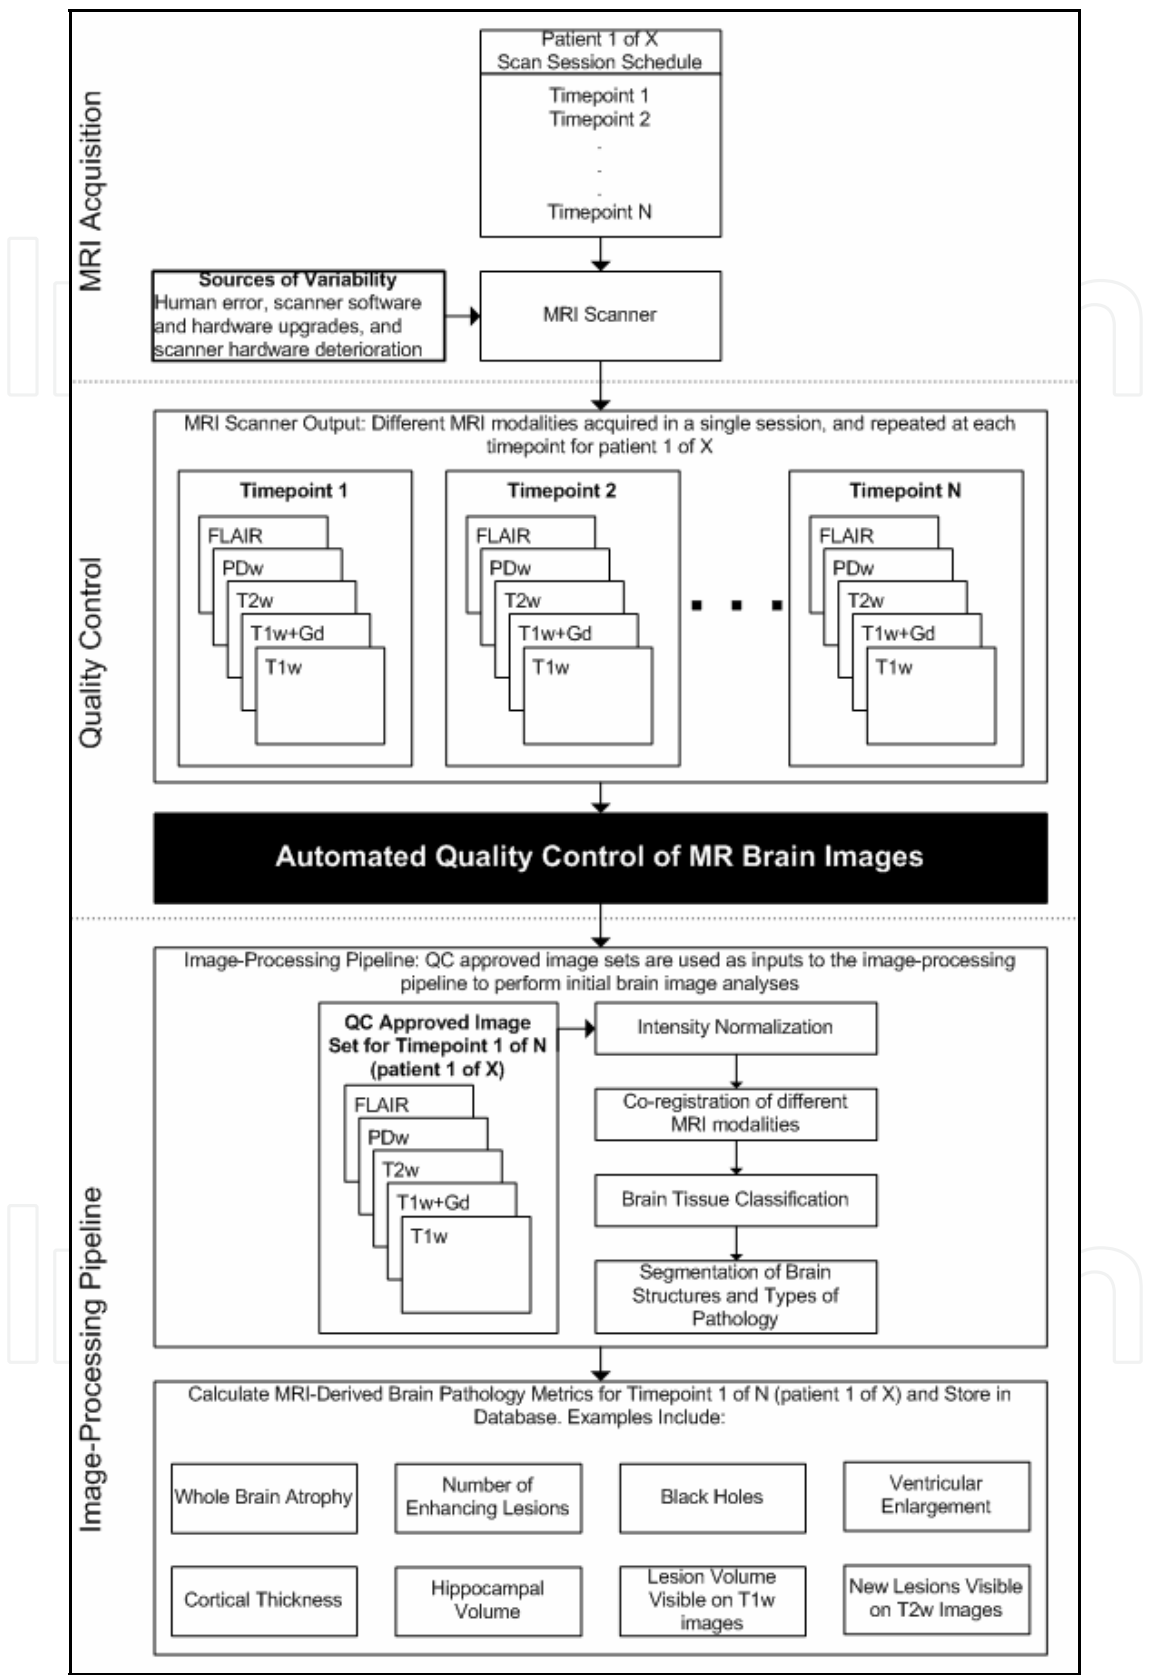 Patient 1 of X
Scan Session Schedule
Timepoint 1
Timepoint 2
.
.
.
Timepoint N
MRI Acquisition
Sources of Variability
Human error, scanner software
and hardware upgrades, and
scanner hardware deterioration
MRI Scanner
MRI Scanner Output: Different MRI modalities acquired in a single session, and repeated at each
timepoint for patient 1 of X
Quality Control
Timepoint 1
FLAIR
PDw
T2w
T1w+Gd
T1w
Timepoint 2
FLAIR
PDw
T2w
T1w+Gd
T1w
Timepoint N
FLAIR
PDw
T2w
T1w+Gd
T1w
Automated Quality Control of MR Brain Images
Image-Processing Pipeline: QC approved image sets are used as inputs to the image-processing
pipeline to perform initial brain image analyses
Image-Processing Pipeline
QC Approved Image
Set for Timepoint 1 of N
(patient 1 of X)
FLAIR
PDw
T2w
T1w+Gd
T1w
Intensity Normalization
Co-registration of different
MRI modalities
Brain Tissue Classification
Segmentation of Brain
Structures and Types of
Pathology
Calculate MRI-Derived Brain Pathology Metrics for Timepoint 1 of N (patient 1 of X) and Store in
Database. Examples Include:
Whole Brain Atrophy
Number of
Enhancing Lesions
Black Holes
Ventricular
Enlargement
Cortical Thickness
Hippocampal
Volume
Lesion Volume
Visible on T1w
images
New Lesions Visible
on T2w Images